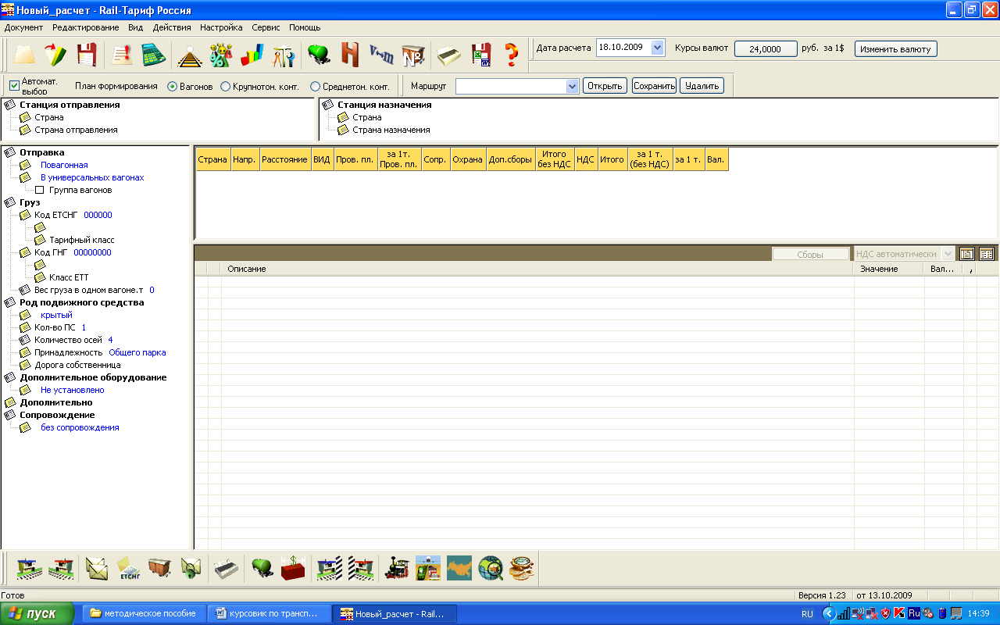 Новый_расчет - Rail-Тариф Россия
Документ Редактирование Вид Действия Настройка Сервис Помощь
Дата расчета 18.10.2009 Курсы валют 24,0000 руб. за 1$ Изменить валюту
Автомат. выбор План формирования Вагонов Крупнотон. конт. Среднетон. конт. Маршрут Открыть Сохранить Удалить
Станция отправления
Страна
Страна отправления
Станция назначения
Страна
Страна назначения
Отправка
Повагонная
В универсальных вагонах
Группа вагонов
Груз
Код ЕТСНГ 000000
Тарифный класс
Код ГНГ 00000000
Класс ЕТТ
Вес груза в одном вагоне.т 0
Род подвижного средства
крытый
Кол-во ПС 1
Количество осей 4
Принадлежность Общего парка
Дорога собственница
Дополнительное оборудование
Не установлено
Дополнительно
Сопровождение
без сопровождения
Страна Напр. Расстояние ВИД Пров. пл. за 1т. Пров. пл. Сопр. Охрана Доп.сборы Итого без НДС НДС Итого за 1 т. (без НДС) за 1 т. Вал.
Сборы НДС автоматически
Описание Значение Вал... ,
ЕТСНГ
Готов Версия 1.23 от 13.10.2009
пуск методическое пособие курсовик по трансп... Новый_расчет - Rail... RU Ru 14:39